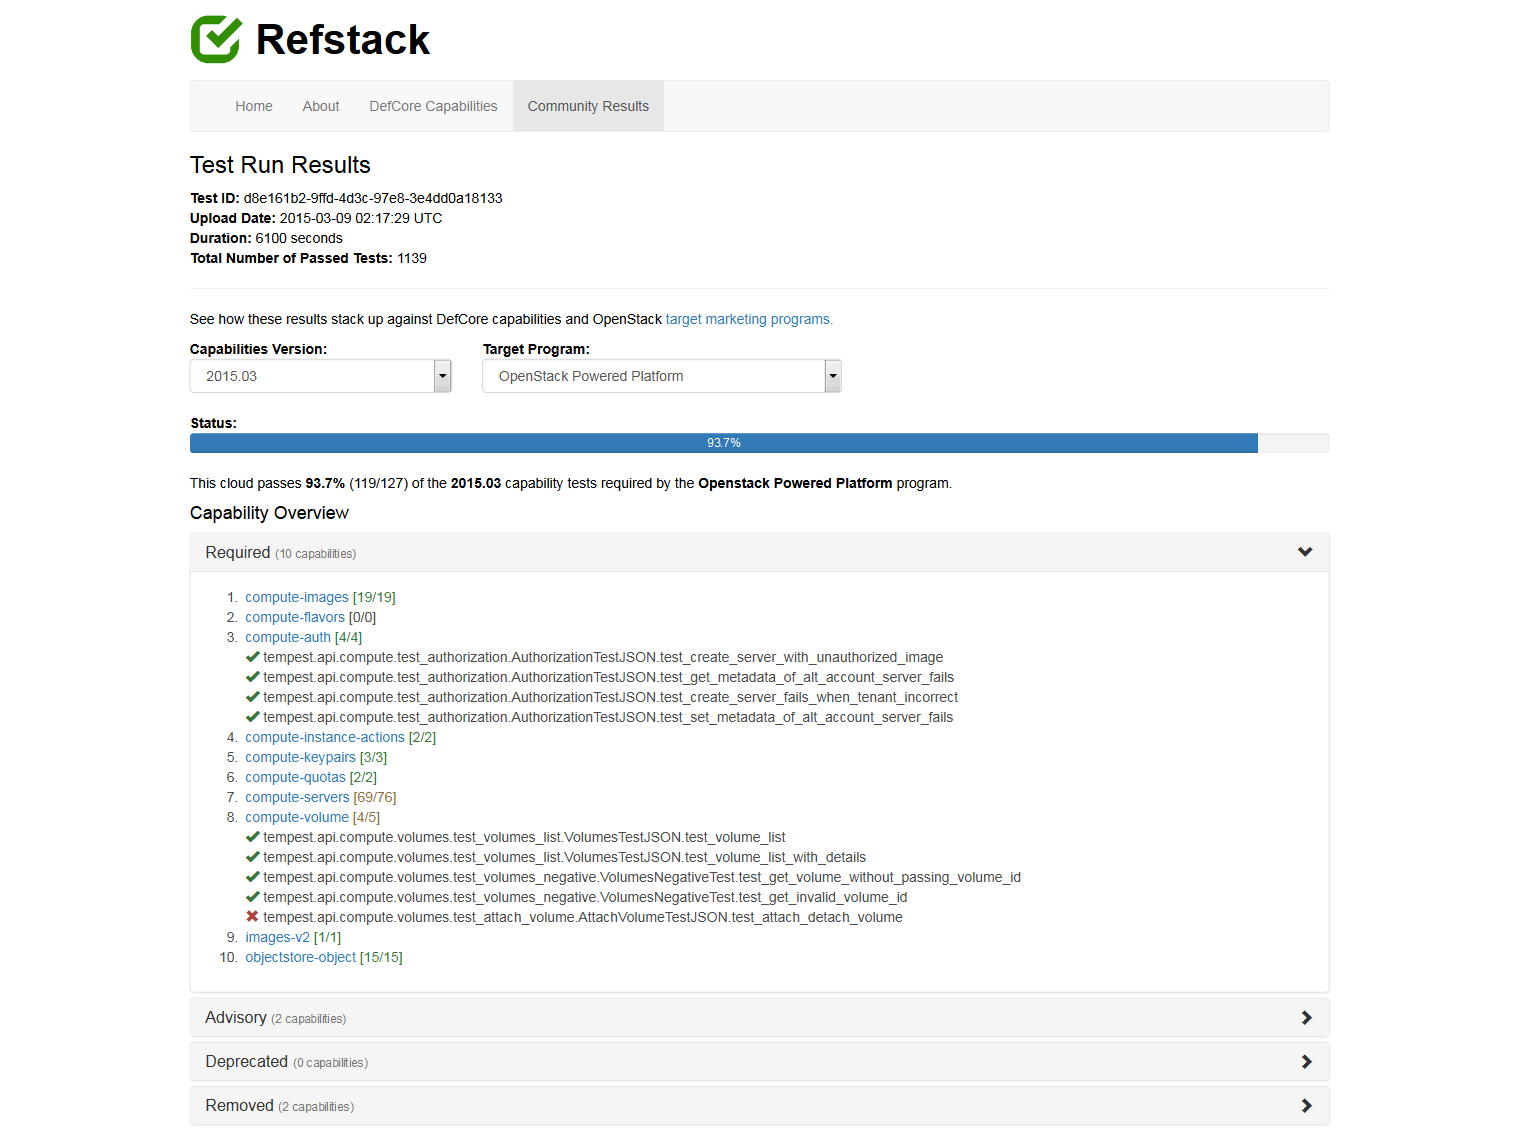 Refstack
Home About DefCore Capabilities Community Results
Test Run Results
Test ID: d8e161b2-9ffd-4d3c-97e8-3e4dd0a18133
Upload Date: 2015-03-09 02:17:29 UTC
Duration: 6100 seconds
Total Number of Passed Tests: 1139
See how these results stack up against DefCore capabilities and OpenStack target marketing programs.
Capabilities Version: Target Program:
2015.03 OpenStack Powered Platform
Status:
93.7%
This cloud passes 93.7% (119/127) of the 2015.03 capability tests required by the Openstack Powered Platform program.
Capability Overview
Required (10 capabilities)
1. compute-images [19/19]
2. compute-flavors [0/0]
3. compute-auth [4/4]
tempest.api.compute.test_authorization.AuthorizationTestJSON.test_create_server_with_unauthorized_image
tempest.api.compute.test_authorization.AuthorizationTestJSON.test_get_metadata_of_alt_account_server_fails
tempest.api.compute.test_authorization.AuthorizationTestJSON.test_create_server_fails_when_tenant_incorrect
tempest.api.compute.test_authorization.AuthorizationTestJSON.test_set_metadata_of_alt_account_server_fails
4. compute-instance-actions [2/2]
5. compute-keypairs [3/3]
6. compute-quotas [2/2]
7. compute-servers [69/76]
8. compute-volume [4/5]
tempest.api.compute.volumes.test_volumes_list.VolumesTestJSON.test_volume_list
tempest.api.compute.volumes.test_volumes_list.VolumesTestJSON.test_volume_list_with_details
tempest.api.compute.volumes.test_volumes_negative.VolumesNegativeTest.test_get_volume_without_passing_volume_id
tempest.api.compute.volumes.test_volumes_negative.VolumesNegativeTest.test_get_invalid_volume_id
tempest.api.compute.volumes.test_attach_volume.AttachVolumeTestJSON.test_attach_detach_volume
9. images-v2 [1/1]
10. objectstore-object [15/15]
Advisory (2 capabilities)
Deprecated (0 capabilities)
Removed (2 capabilities)